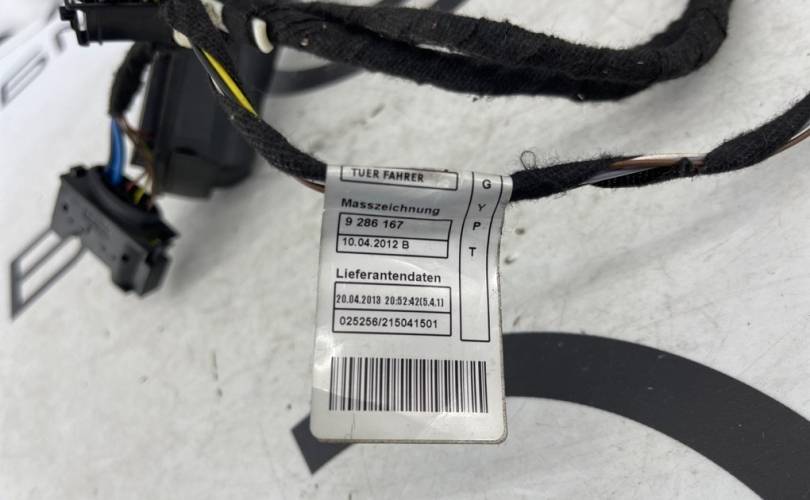 TUER FAHRER
Masszeichnung
9 286 167
10.04.2012 B
Lieferantendaten
20.04.2013 20:52:42(5.4.1)
025256/215041501
G
Y
P
T